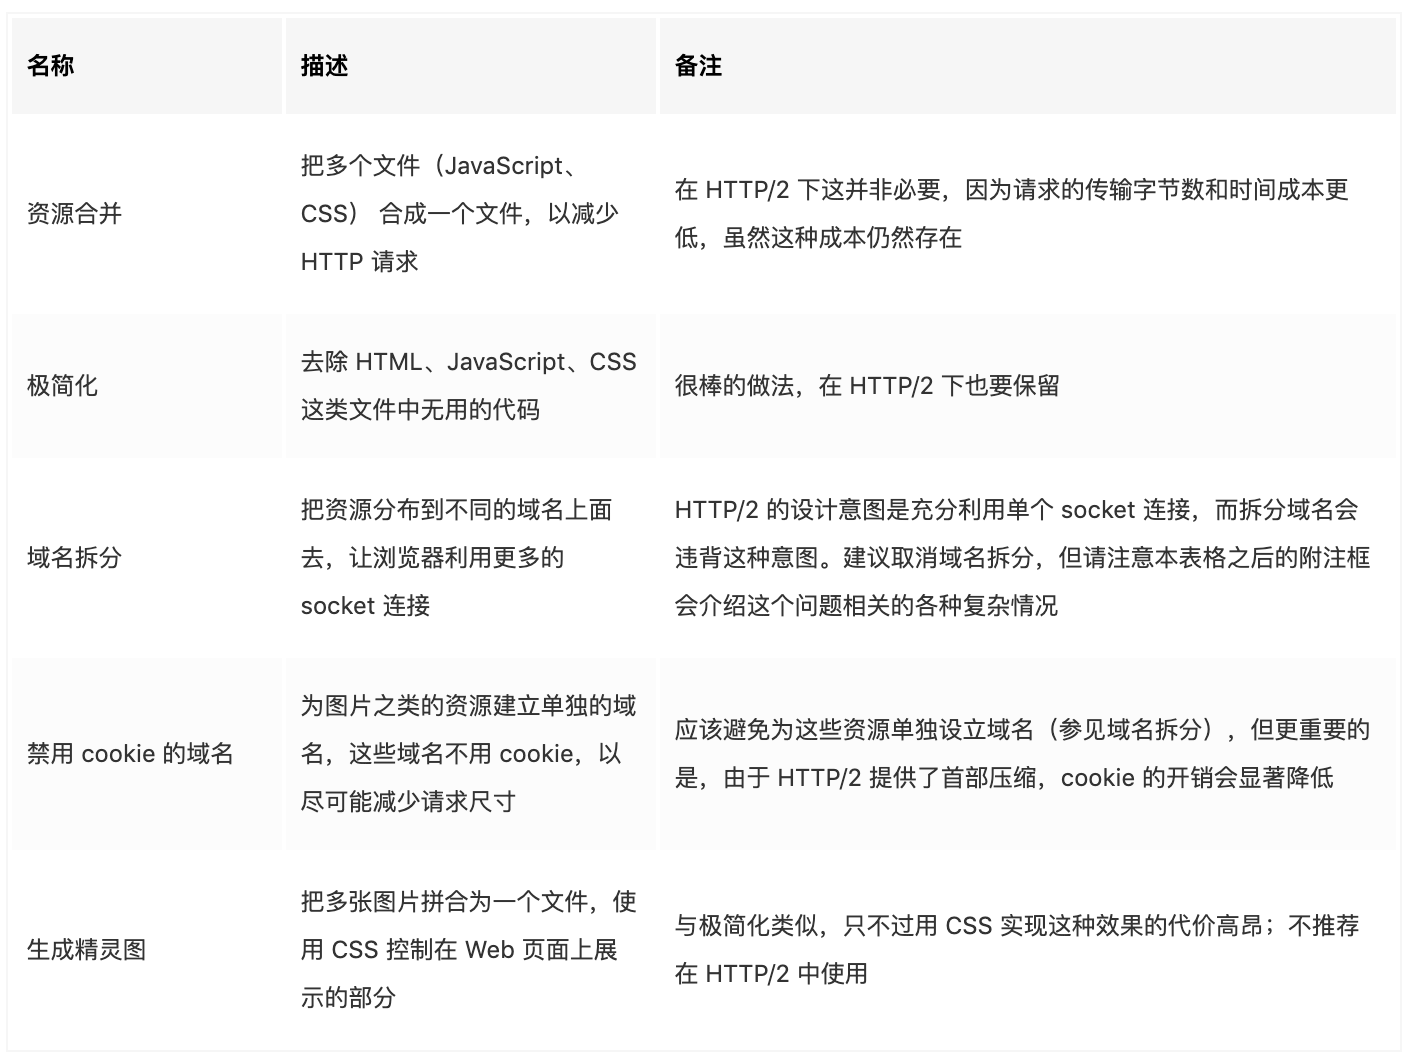 名称
描述
备注
资源合并
把多个文件（JavaScript、
CSS） 合成一个文件，以减少
HTTP 请求
在 HTTP/2 下这并非必要，因为请求的传输字节数和时间成本更
低，虽然这种成本仍然存在
极简化
去除 HTML、JavaScript、CSS
这类文件中无用的代码
很棒的做法，在 HTTP/2 下也要保留
域名拆分
把资源分布到不同的域名上面
去，让浏览器利用更多的
socket 连接
HTTP/2 的设计意图是充分利用单个 socket 连接，而拆分域名会
违背这种意图。建议取消域名拆分，但请注意本表格之后的附注框
会介绍这个问题相关的各种复杂情况
禁用 cookie 的域名
为图片之类的资源建立单独的域
名，这些域名不用 cookie，以
尽可能减少请求尺寸
应该避免为这些资源单独设立域名（参见域名拆分），但更重要的
是，由于 HTTP/2 提供了首部压缩，cookie 的开销会显著降低
生成精灵图
把多张图片拼合为一个文件，使
用 CSS 控制在 Web 页面上展
示的部分
与极简化类似，只不过用 CSS 实现这种效果的代价高昂；不推荐
在 HTTP/2 中使用